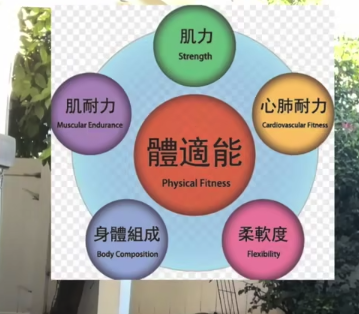 肌力
Strength
肌耐力
Muscular Endurance
心肺耐力
Cardiovascular Fitness
體適能
Physical Fitness
身體組成
Body Composition
柔軟度
Flexibility